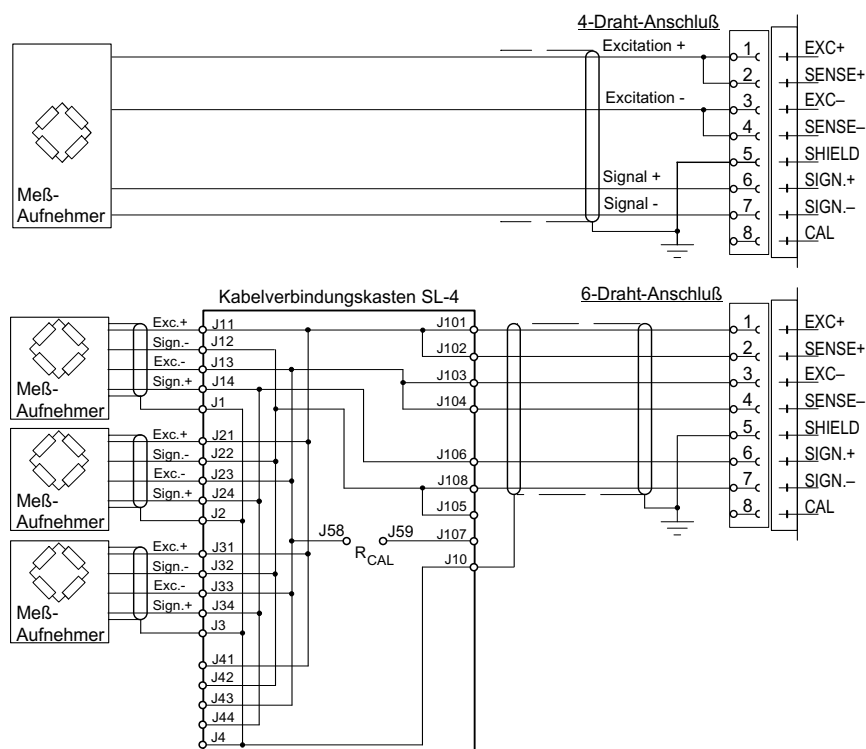 4-Draht-Anschluß
Excitation +
1
EXC+
2
SENSE+
Excitation -
3
EXC–
4
SENSE–
5
SHIELD
Signal +
6
SIGN.+
Signal -
7
SIGN.–
8
CAL
Meß-
Aufnehmer
Kabelverbindungskasten SL-4
6-Draht-Anschluß
Exc.+
J11
J101
1
EXC+
Sign.-
J12
J102
2
SENSE+
Exc.-
J13
J103
3
EXC–
Sign.+
J14
J104
4
SENSE–
Meß-
Aufnehmer
J1
5
SHIELD
Exc.+
J21
J106
6
SIGN.+
Sign.-
J22
J108
7
SIGN.–
Exc.-
J23
Sign.+
J24
J105
8
CAL
Meß-
Aufnehmer
J2
J58
J59
J107
RCAL
J10
Exc.+
J31
Sign.-
J32
Exc.-
J33
Sign.+
J34
Meß-
Aufnehmer
J3
J41
J42
J43
J44
J4